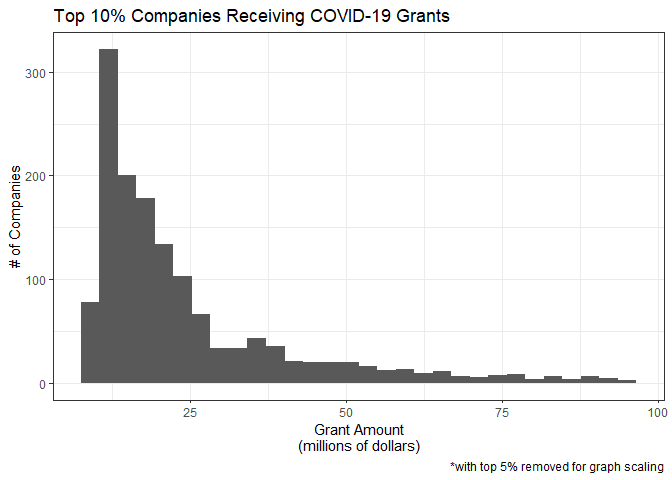 Top 10% Companies Receiving COVID-19 Grants
# of Companies
300
200
100
0
25
50
75
100
Grant Amount
(millions of dollars)
*with top 5% removed for graph scaling